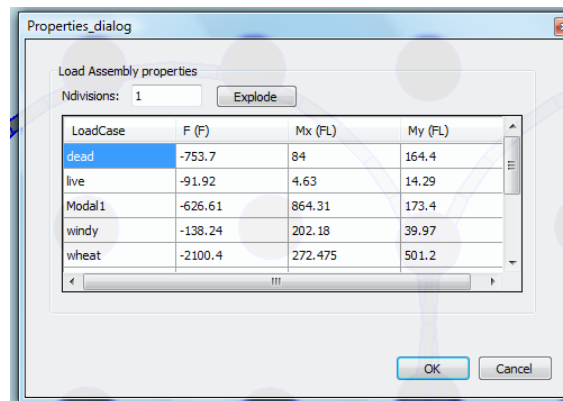 Properties_dialog
Load Assembly properties
Ndivisions: 1 Explode
LoadCase F (F) Mx (FL) My (FL)
dead -753.7 84 164.4
live -91.92 4.63 14.29
Modal1 -626.61 864.31 173.4
windy -138.24 202.18 39.97
wheat -2100.4 272.475 501.2
OK Cancel